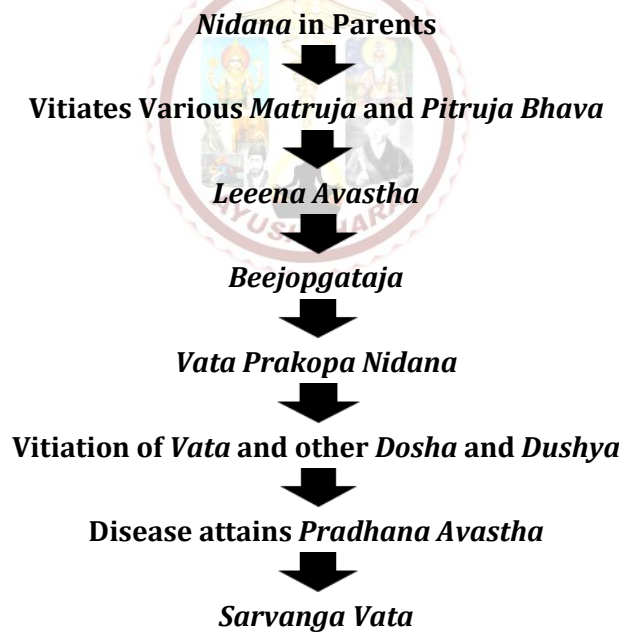 Nidana in Parents
Vitiates Various Matruja and Pitruja Bhava
Leeena Avastha
Beejopgataja
Vata Prakopa Nidana
Vitiation of Vata and other Dosha and Dushya
Disease attains Pradhana Avastha
Sarvanga Vata